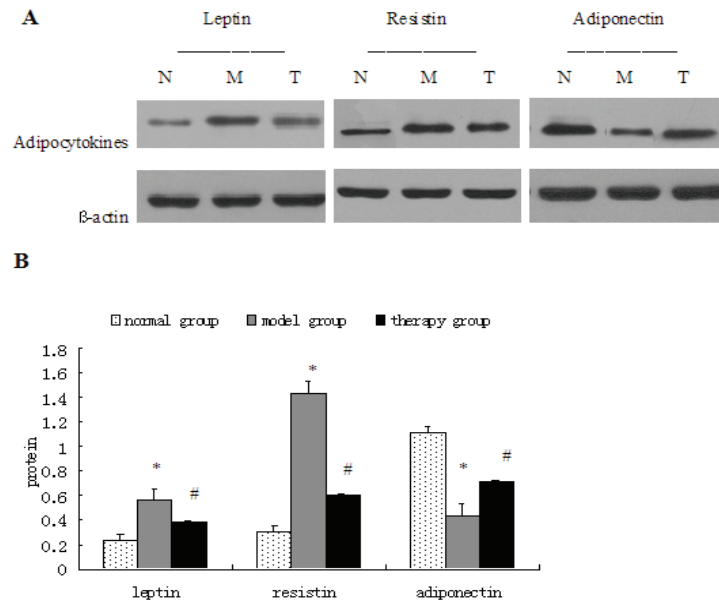 A
Leptin Resistin Adiponectin
N M T N M T N M T
Adipocytokines
ß-actin
B
normal group model group therapy group
1.8
1.6
1.4
1.2
1
0.8
0.6
0.4
0.2
0
protein
* # * # * #
leptin resistin adiponectin